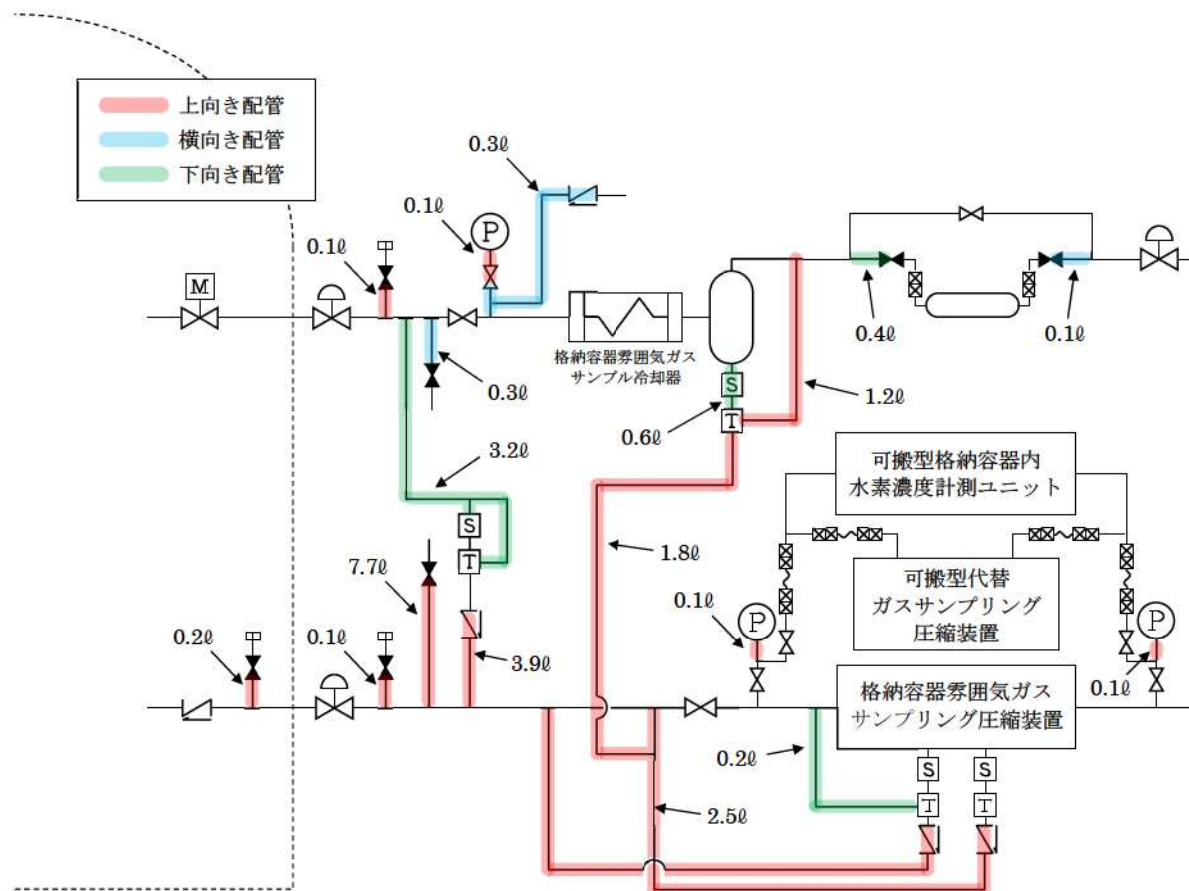 上向き配管
横向き配管
下向き配管
0.3ℓ
0.1ℓ
P
0.1ℓ
M
格納容器雰囲気ガス
サンプル冷却器
0.4ℓ
0.1ℓ
0.3ℓ
S
T
0.6ℓ
1.2ℓ
3.2ℓ
S
T
可搬型格納容器内
水素濃度計測ユニット
1.8ℓ
7.7ℓ
可搬型代替
ガスサンプリング
圧縮装置
0.1ℓ
P
P
0.2ℓ
0.1ℓ
3.9ℓ
0.1ℓ
格納容器雰囲気ガス
サンプリング圧縮装置
0.2ℓ
S
S
T
T
2.5ℓ